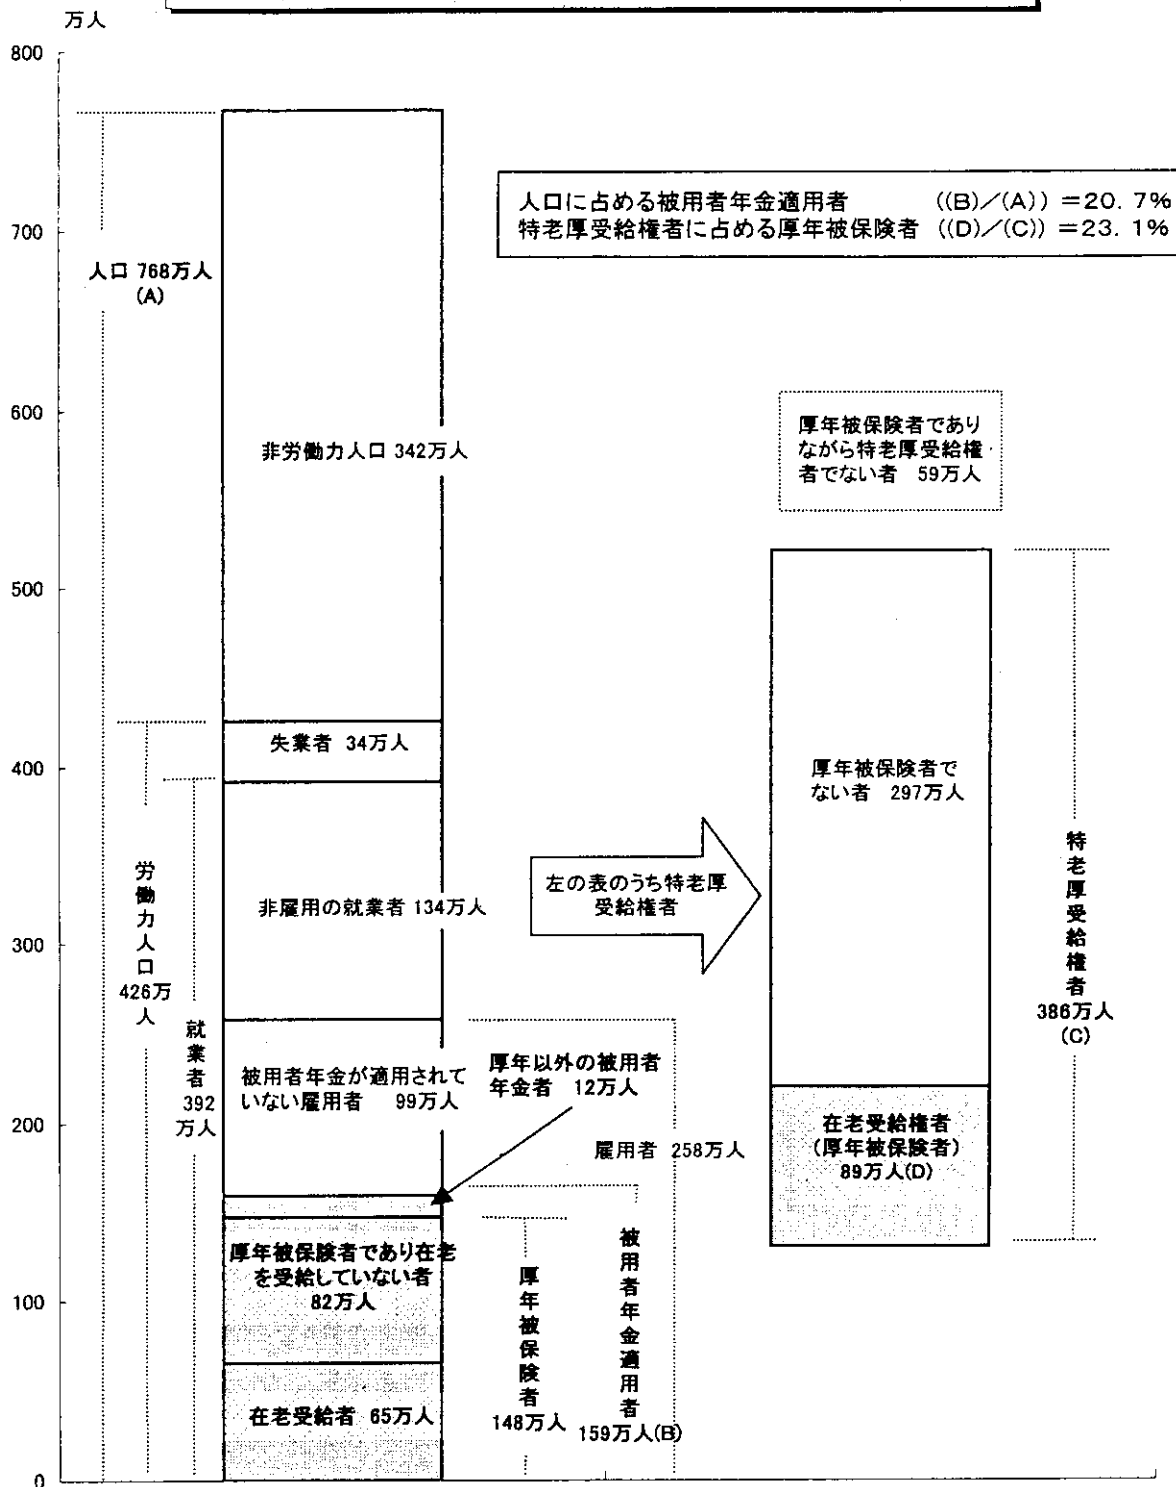 万人
800
700
600
500
400
300
200
100
0
人口に占める被用者年金適用者 ((B)/(A)) =20. 7%
特老厚受給権者に占める厚年被保険者 ((D)/(C)) =23. 1%
人口 768万人
(A)
非労働力人口 342万人
失業者 34万人
非雇用の就業者 134万人
被用者年金が適用されて
いない雇用者 99万人
厚年以外の被用者
年金者 12万人
厚年被保険者であり在老
を受給していない者
82万人
在老受給者 65万人
労働力人口
426万
人
就業者
392
万人
雇用者 258万人
厚年被保険者
148万人
被用者年金適用者
159万人(B)
左の表のうち特老厚
受給権者
厚年被保険者であり
ながら特老厚受給権
者でない者 59万人
厚年被保険者で
ない者 297万人
在老受給権者
(厚年被保険者)
89万人(D)
特老厚受給権者
386万人
(C)